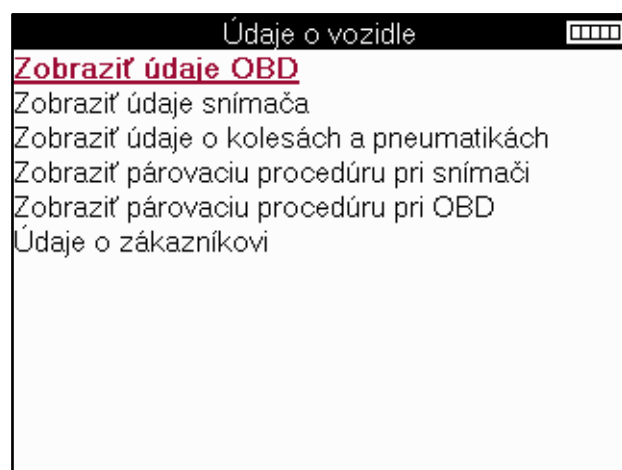 Údaje o vozidle
Zobraziť údaje OBD
Zobraziť údaje snímača
Zobraziť údaje o kolesách a pneumatikách
Zobraziť párovaciu procedúru pri snímači
Zobraziť párovaciu procedúru pri OBD
Údaje o zákazníkovi